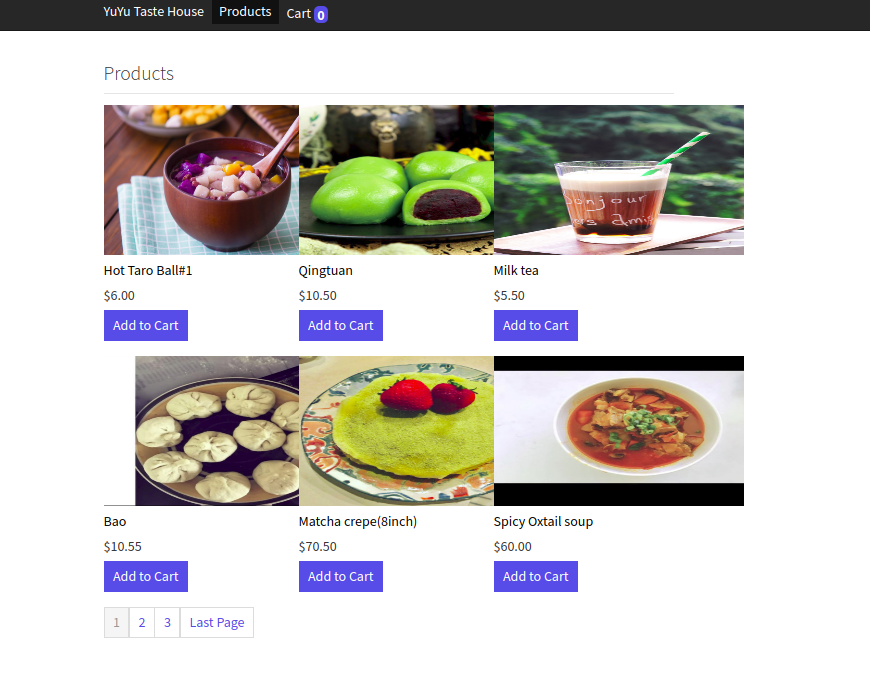 YuYu Taste House Products Cart 0
Products
Bonjour
Hot Taro Ball#1 Qingtuan Milk tea
$6.00 $10.50 $5.50
Add to Cart Add to Cart Add to Cart
Bao Matcha crepe(8inch) Spicy Oxtail soup
$10.55 $70.50 $60.00
Add to Cart Add to Cart Add to Cart
1 2 3 Last Page